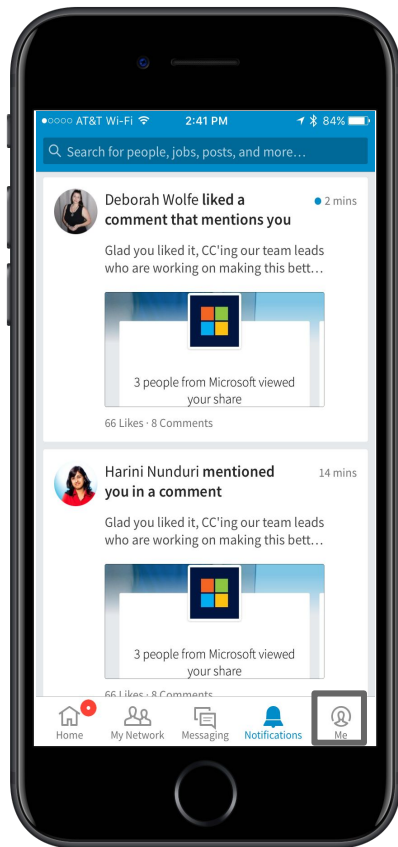 ●○○○○ AT&T Wi-Fi 2:41 PM 84%
Search for people, jobs, posts, and more…
Deborah Wolfe liked a
comment that mentions you
2 mins
Glad you liked it, CC'ing our team leads
who are working on making this bett…
3 people from Microsoft viewed
your share
66 Likes · 8 Comments
Harini Nunduri mentioned
you in a comment
14 mins
Glad you liked it, CC'ing our team leads
who are working on making this bett…
3 people from Microsoft viewed
your share
66 Likes · 8 Comments
Home My Network Messaging Notifications Me